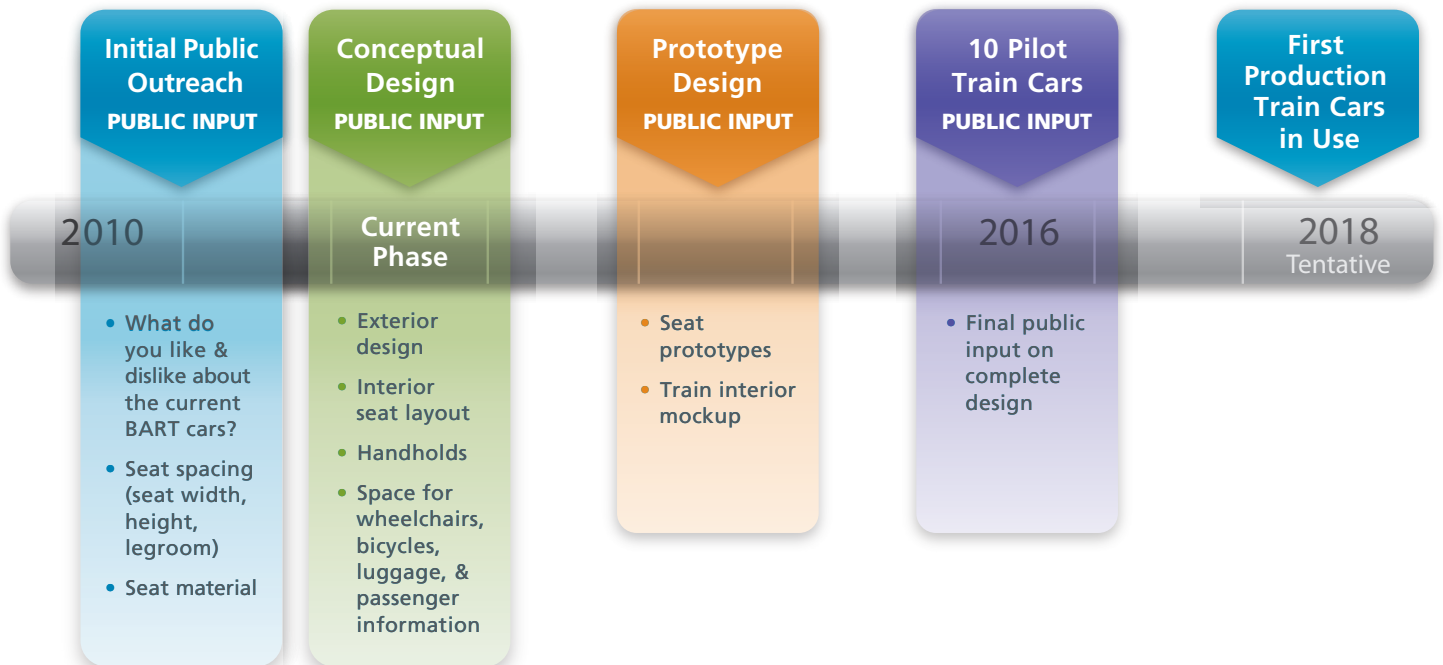 Initial Public
Outreach
PUBLIC INPUT
2010
• What do
you like &
dislike about
the current
BART cars?
• Seat spacing
(seat width,
height,
legroom)
• Seat material
Conceptual
Design
PUBLIC INPUT
Current
Phase
• Exterior
design
• Interior
seat layout
• Handholds
• Space for
wheelchairs,
bicycles,
luggage, &
passenger
information
Prototype
Design
PUBLIC INPUT
• Seat
prototypes
• Train interior
mockup
10 Pilot
Train Cars
PUBLIC INPUT
2016
• Final public
input on
complete
design
First
Production
Train Cars
in Use
2018
Tentative